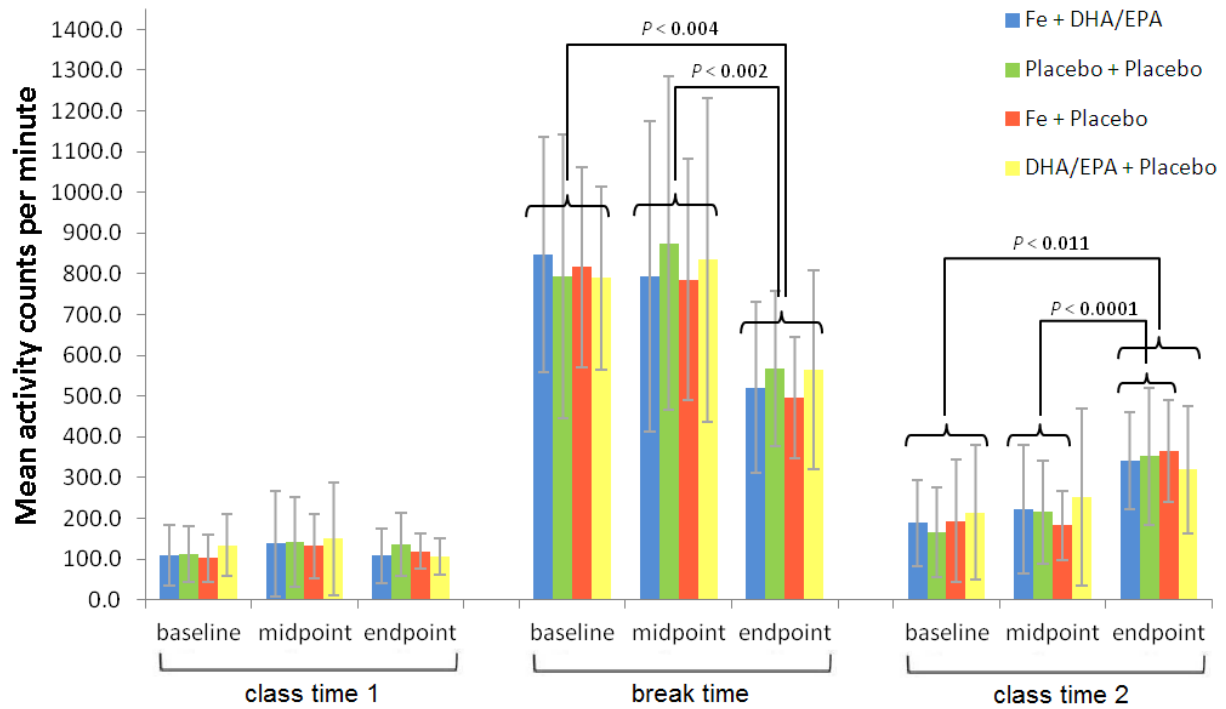 Mean activity counts per minute
1400.0
1300.0
1200.0
1100.0
1000.0
900.0
800.0
700.0
600.0
500.0
400.0
300.0
200.0
100.0
0.0
P < 0.004
P < 0.002
P < 0.011
P < 0.0001
Fe + DHA/EPA
Placebo + Placebo
Fe + Placebo
DHA/EPA + Placebo
baseline midpoint endpoint baseline midpoint endpoint baseline midpoint endpoint
class time 1 break time class time 2